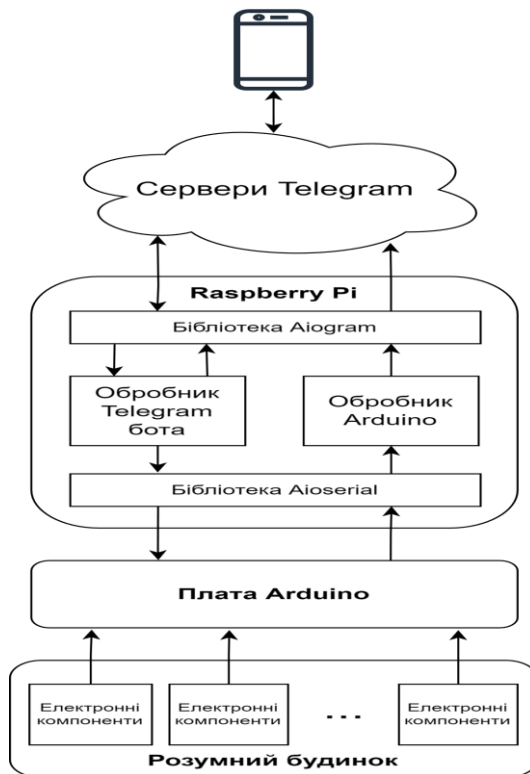 Сервери Telegram
Raspberry Pi
Бібліотека Aiogram
Обробник
Telegram
бота
Обробник
Arduino
Бібліотека Aioserial
Плата Arduino
Електронні
компоненти
Електронні
компоненти
...
Електронні
компоненти
Розумний будинок